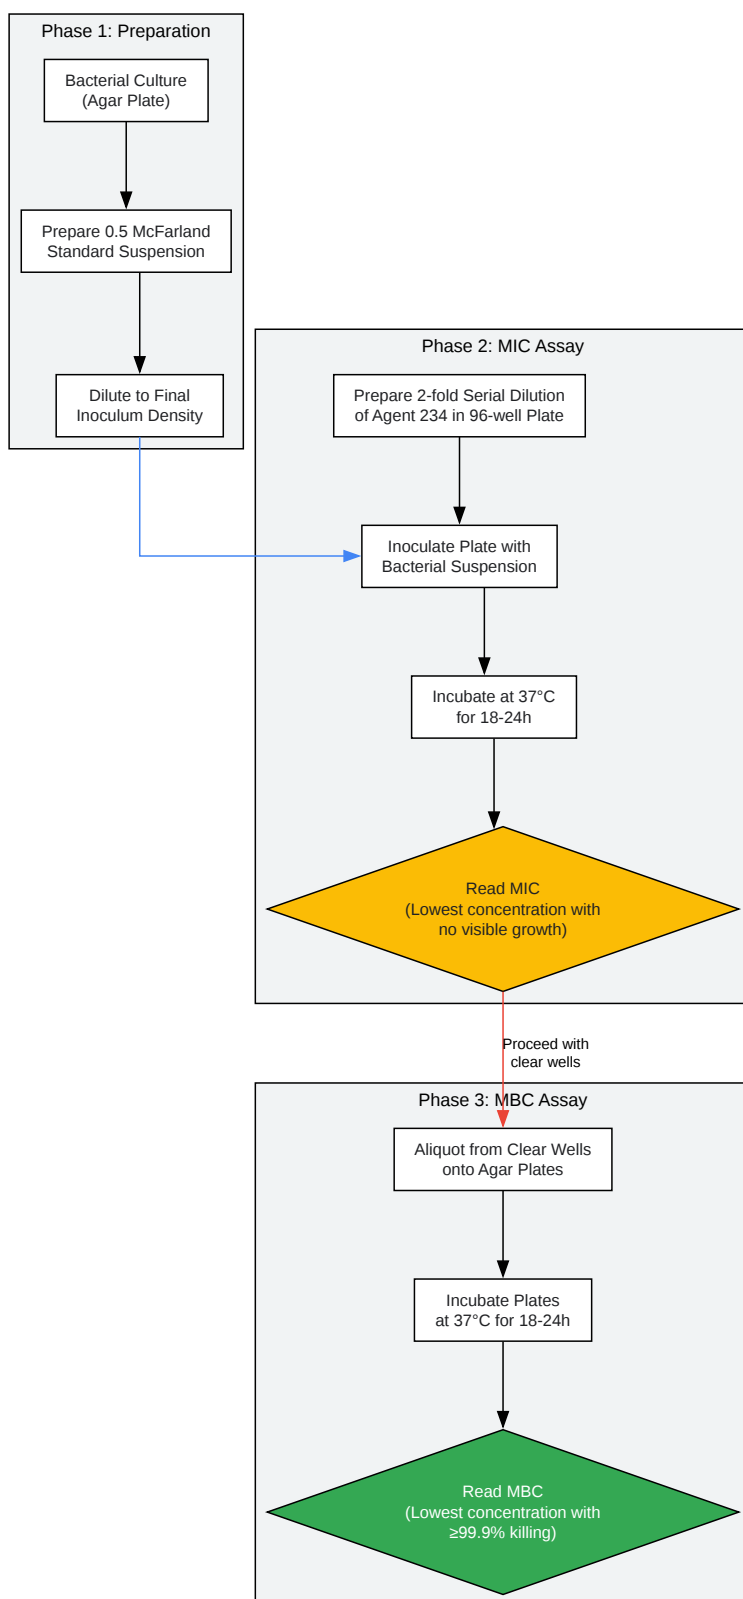 Phase 1: Preparation
Bacterial Culture
(Agar Plate)
Prepare 0.5 McFarland
Standard Suspension
Dilute to Final
Inoculum Density
Phase 2: MIC Assay
Prepare 2-fold Serial Dilution
of Agent 234 in 96-well Plate
Inoculate Plate with
Bacterial Suspension
Incubate at 37°C
for 18-24h
Read MIC
(Lowest concentration with
no visible growth)
Proceed with
clear wells
Phase 3: MBC Assay
Aliquot from Clear Wells
onto Agar Plates
Incubate Plates
at 37°C for 18-24h
Read MBC
(Lowest concentration with
≥99.9% killing)